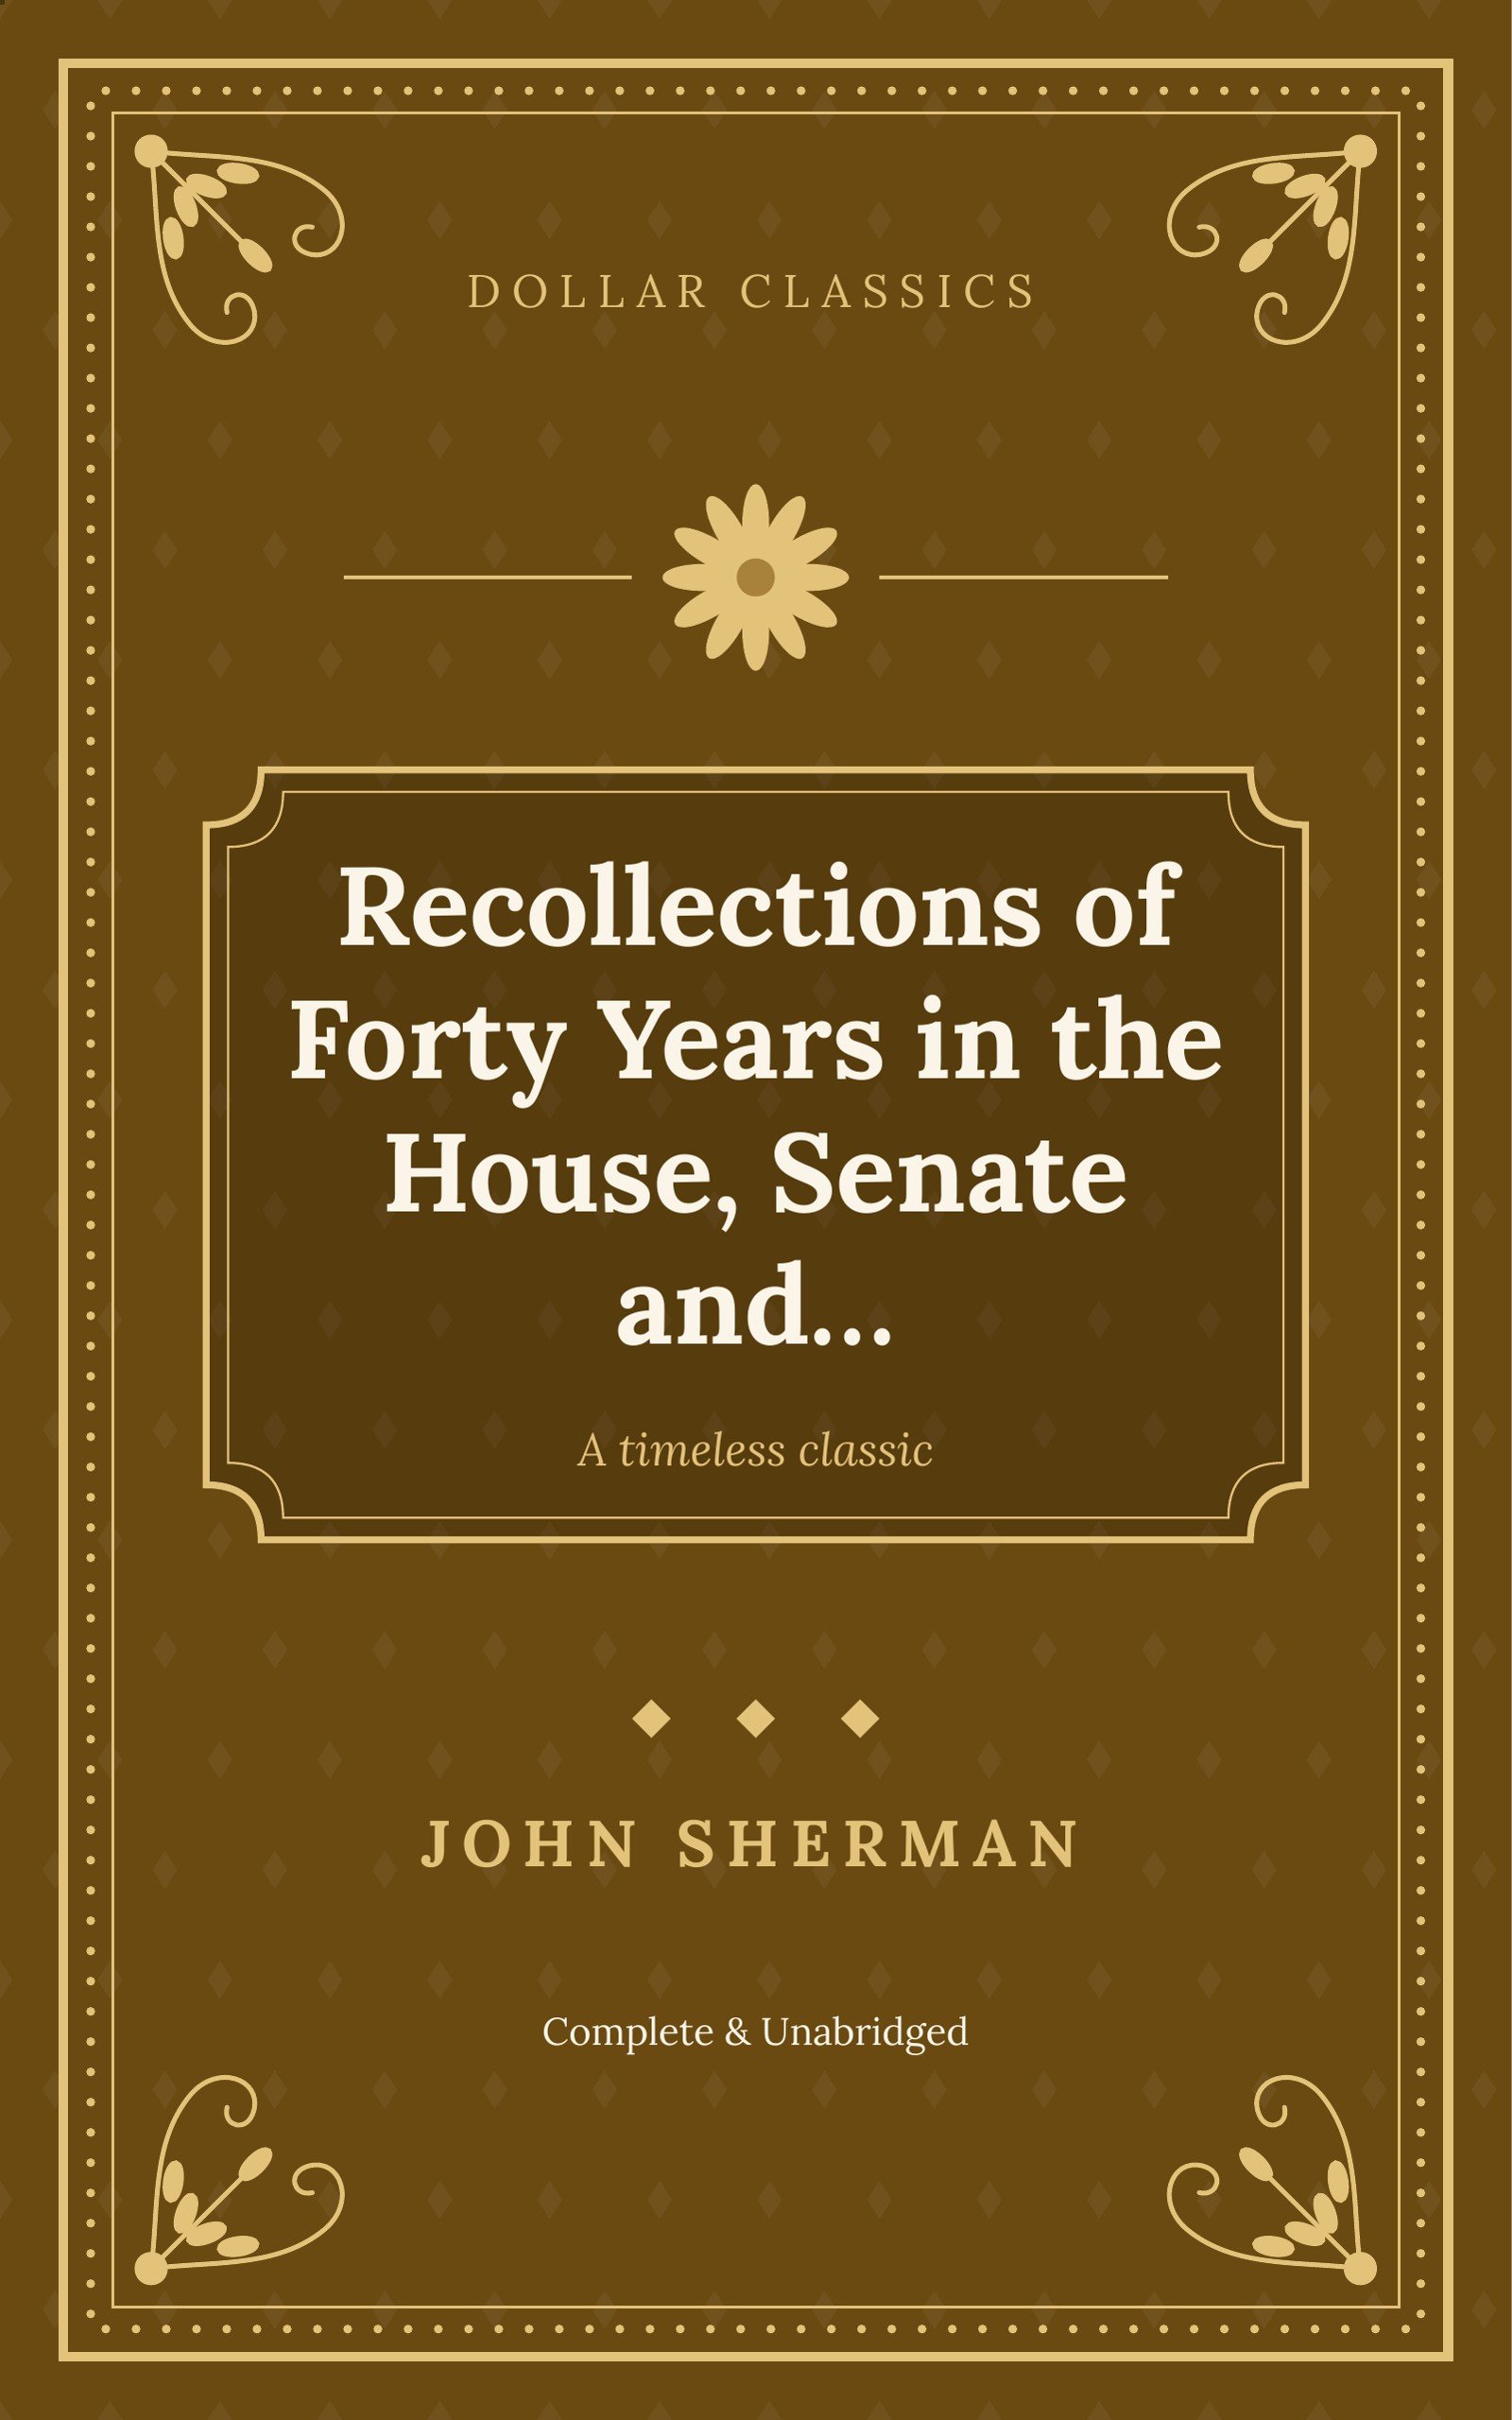 DOLLAR CLASSICS
Recollections of
Forty Years in the
House, Senate
and...
A timeless classic
JOHN SHERMAN
Complete & Unabridged